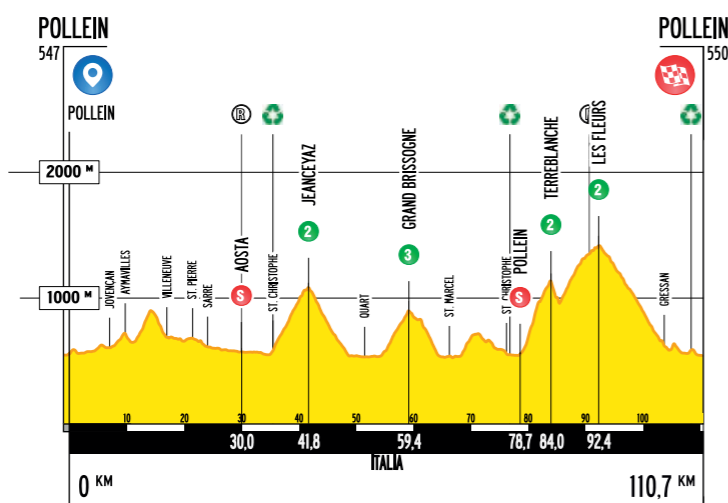 POLLEIN
547
POLLEIN
550
POLLEIN
R
2000 M
1000 M
JOVENÇAN
AYMAVILLES
VILLENEUVE
ST. PIERRE
SARRE
AOSTA
S
ST. CHRISTOPHE
JEANCEYAZ
2
QUART
GRAND BRISSOGNE
3
ST. MARCEL
ST. CHRISTOPHE
POLLEIN
S
TERREBLANCHE
2
LES FLEURS
2
GRESSAN
10 20 30 40 50 60 70 80 90 100
30,0 41,8 59,4 78,7 84,0 92,4
ITALIA
0 KM
110,7 KM